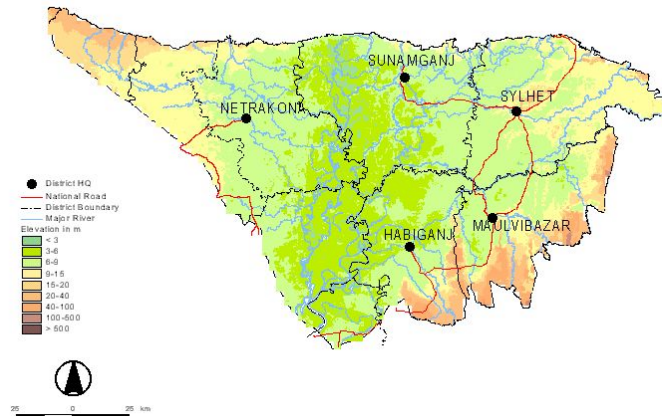 SUNAMGANJ
SYLHET
NETRAKONA
MAULVIBAZAR
HABIGANJ
District HQ
National Road
District Boundary
Major River
Elevation in m
< 3
3-6
6-9
9-15
15-20
20-40
40-100
100-500
> 500
25 0 25 km